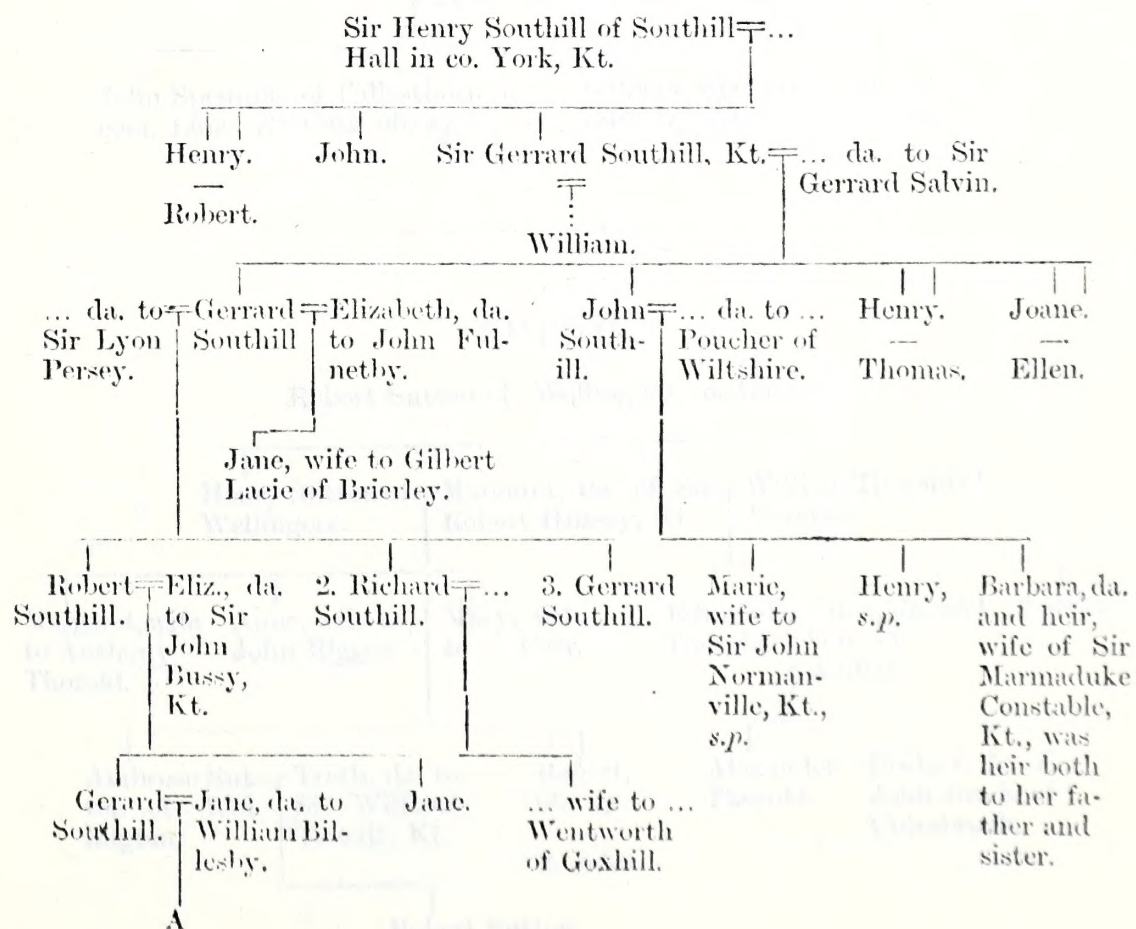 Sir Henry Southill of Southill ...
Hall in co. York, Kt.
Henry.
—
Robert.
John.
Sir Gerrard Southill, Kt.
... da. to Sir
Gerrard Salvin.
William.
... da. to
Sir Lyon
Persey.
Gerrard
Southill
Elizabeth, da.
to John Ful-
netby.
John
South-
ill.
... da. to ...
Poucher of
Wiltshire.
Henry.
—
Thomas.
Joane.
—
Ellen.
Jane, wife to Gilbert
Lacie of Brierley.
Robert
Southill.
Eliz., da.
to Sir
John
Bussy,
Kt.
2. Richard
Southill.
...
3. Gerrard
Southill.
Marie,
wife to
Sir John
Norman-
ville, Kt.,
s.p.
Henry,
s.p.
Barbara, da.
and heir,
wife of Sir
Marmaduke
Constable,
Kt., was
heir both
to her fa-
ther and
sister.
Gerard
Southill.
Jane, da. to
William Bil-
lesby.
Jane.
... wife to ...
Wentworth
of Goxhill.
A